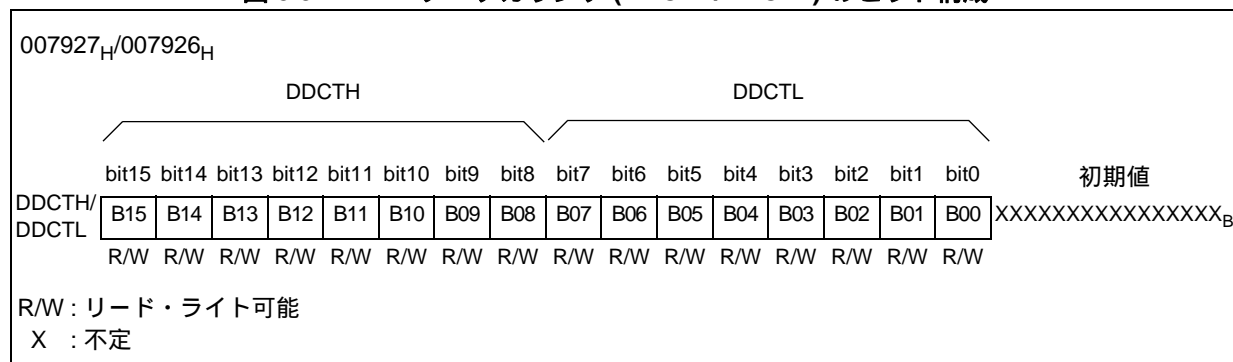 007927H/007926H
DDCTH DDCTL
bit15 bit14 bit13 bit12 bit11 bit10 bit9 bit8 bit7 bit6 bit5 bit4 bit3 bit2 bit1 bit0 初期値
DDCTH/
DDCTL B15 B14 B13 B12 B11 B10 B09 B08 B07 B06 B05 B04 B03 B02 B01 B00 XXXXXXXXXXXXXXXXB
R/W R/W R/W R/W R/W R/W R/W R/W R/W R/W R/W R/W R/W R/W R/W R/W
R/W : リード・ライト可能
X : 不定